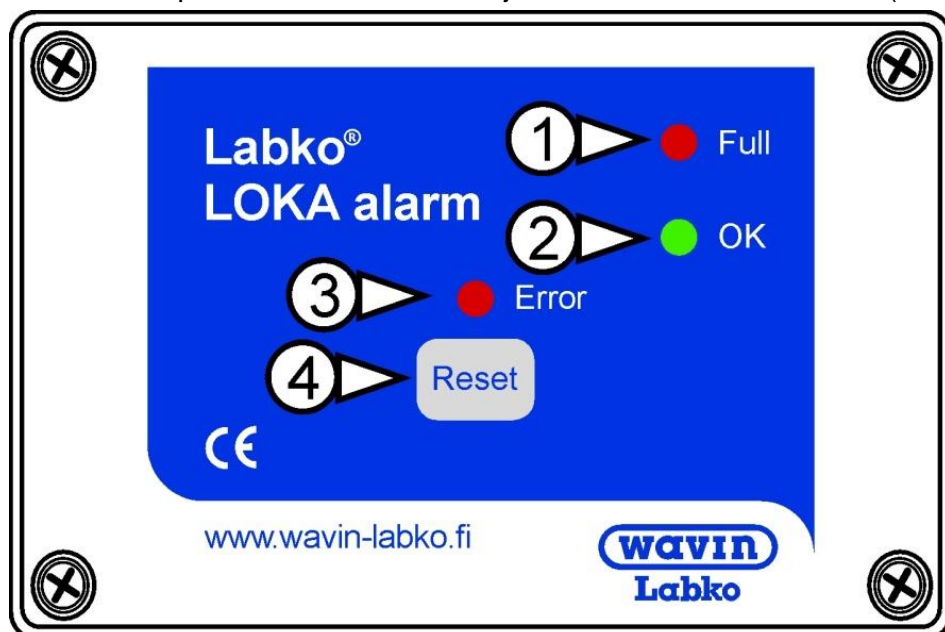 1
Full
Labko®
LOKA alarm
2
OK
3
Error
4
Reset
CE
www.wavin-labko.fi
wavin
Labko